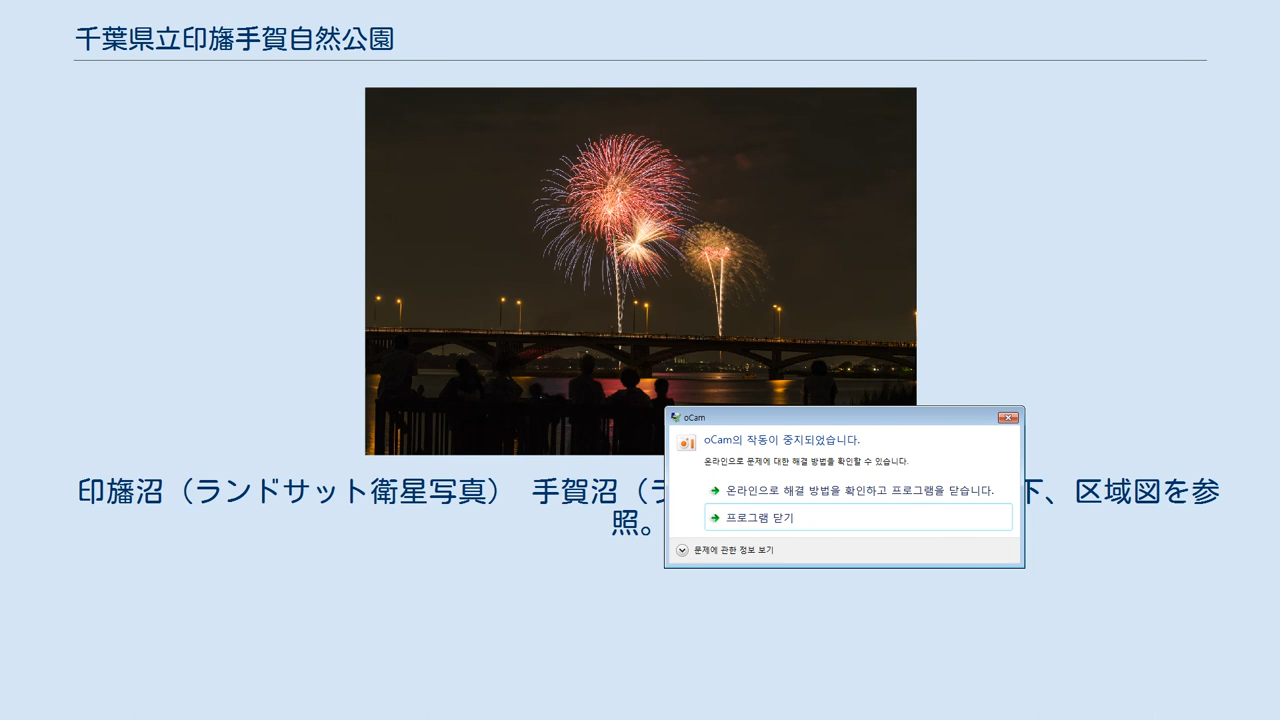 千葉県立印旛手賀自然公園
印旛沼（ランドサット衛星写真）　手賀沼（
下、区域図を参
照。
oCam
oCam의 작동이 중지되었습니다.
온라인으로 문제에 대한 해결 방법을 확인할 수 있습니다.
온라인으로 해결 방법을 확인하고 프로그램을 닫습니다.
프로그램 닫기
문제에 관한 정보 보기